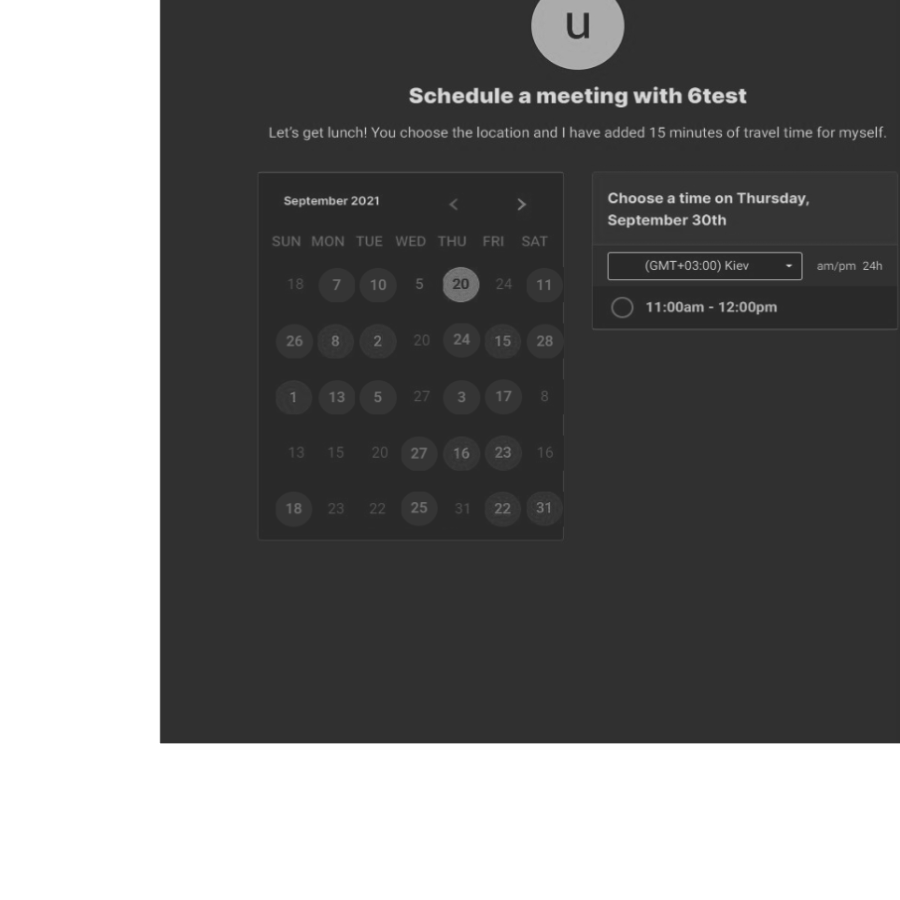 u
Schedule a meeting with 6test
Let's get lunch! You choose the location and I have added 15 minutes of travel time for myself.
September 2021 < >
SUN MON TUE WED THU FRI SAT
18 7 10 5 20 24 11
26 8 2 20 24 15 28
1 13 5 27 3 17 8
13 15 20 27 16 23 16
18 23 22 25 31 22 31
Choose a time on Thursday,
September 30th
(GMT+03:00) Kiev am/pm 24h
11:00am - 12:00pm